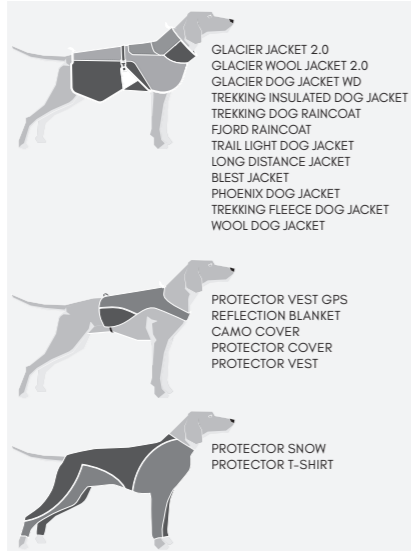 GLACIER JACKET 2.0
GLACIER WOOL JACKET 2.0
GLACIER DOG JACKET WD
TREKKING INSULATED DOG JACKET
TREKKING DOG RAINCOAT
FJORD RAINCOAT
TRAIL LIGHT DOG JACKET
LONG DISTANCE JACKET
BLEST JACKET
PHOENIX DOG JACKET
TREKKING FLEECE DOG JACKET
WOOL DOG JACKET
PROTECTOR VEST GPS
REFLECTION BLANKET
CAMO COVER
PROTECTOR COVER
PROTECTOR VEST
PROTECTOR SNOW
PROTECTOR T-SHIRT